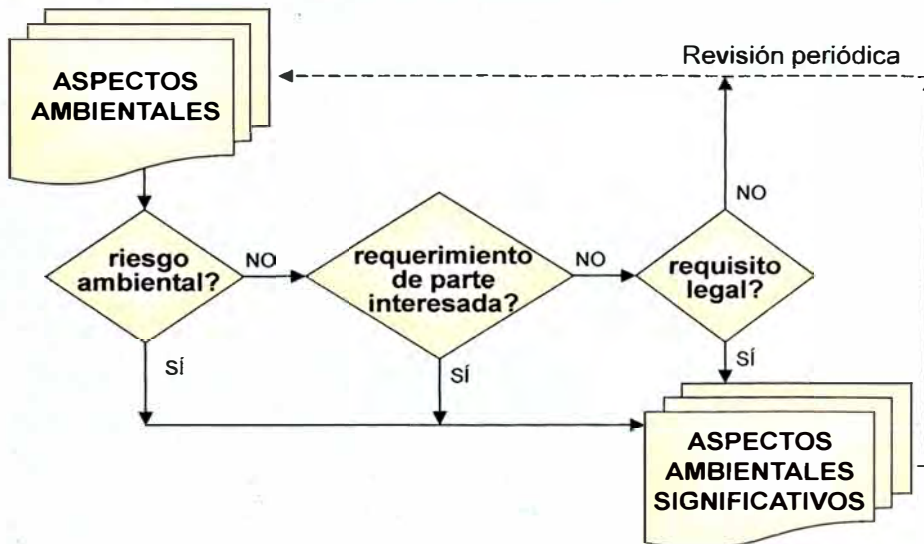 Revisión periódica
ASPECTOS
AMBIENTALES
NO
riesgo
ambiental?
NO
requerimiento
de parte
interesada?
NO
requisito
legal?
SÍ
SÍ
SÍ
ASPECTOS
AMBIENTALES
SIGNIFICATIVOS